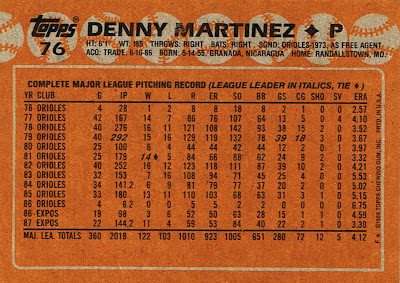 Topps
76
DENNY MARTINEZ ♦ P
HT: 6'1" WT: 185 THROWS: RIGHT BATS: RIGHT SGND: ORIOLES-1973, AS FREE AGENT
ACQ: TRADE, 6-16-86 BORN: 5-14-55, GRANADA, NICARAGUA HOME: RANDALLSTOWN, MD.
COMPLETE MAJOR LEAGUE PITCHING RECORD (LEAGUE LEADER IN ITALICS, TIE ♦)
YR CLUB G IP W L R ER SO BB GS CG SHO SV ERA
76 ORIOLES 4 28 1 2 8 8 18 8 2 1 0 0 2.57
77 ORIOLES 42 167 14 7 86 76 107 64 13 5 0 4 4.10
78 ORIOLES 40 276 16 11 121 108 142 93 38 15 2 0 3.52
79 ORIOLES 40 292 15 16 129 119 132 78 39 18 3 0 3.67
80 ORIOLES 25 100 6 4 44 44 42 44 12 2 0 1 3.97
81 ORIOLES 25 179 14♦ 5 84 66 88 62 24 9 2 0 3.32
82 ORIOLES 40 252 16 12 123 118 111 87 39 10 2 0 4.21
83 ORIOLES 32 153 7 16 108 94 71 45 25 4 0 0 5.53
84 ORIOLES 34 141.2 6 9 81 79 77 37 20 2 0 0 5.02
85 ORIOLES 33 180 13 11 110 103 68 63 31 3 1 0 5.15
86 ORIOLES 4 6.2 0 0 5 5 2 2 0 0 0 0 6.75
86 EXPOS 19 98 3 6 52 50 63 28 15 1 1 0 4.59
87 EXPOS 22 144.2 11 4 59 53 84 40 22 2 1 0 3.30
MAJ. LEA. TOTALS 360 2018 122 103 1010 923 1005 651 280 72 12 5 4.12